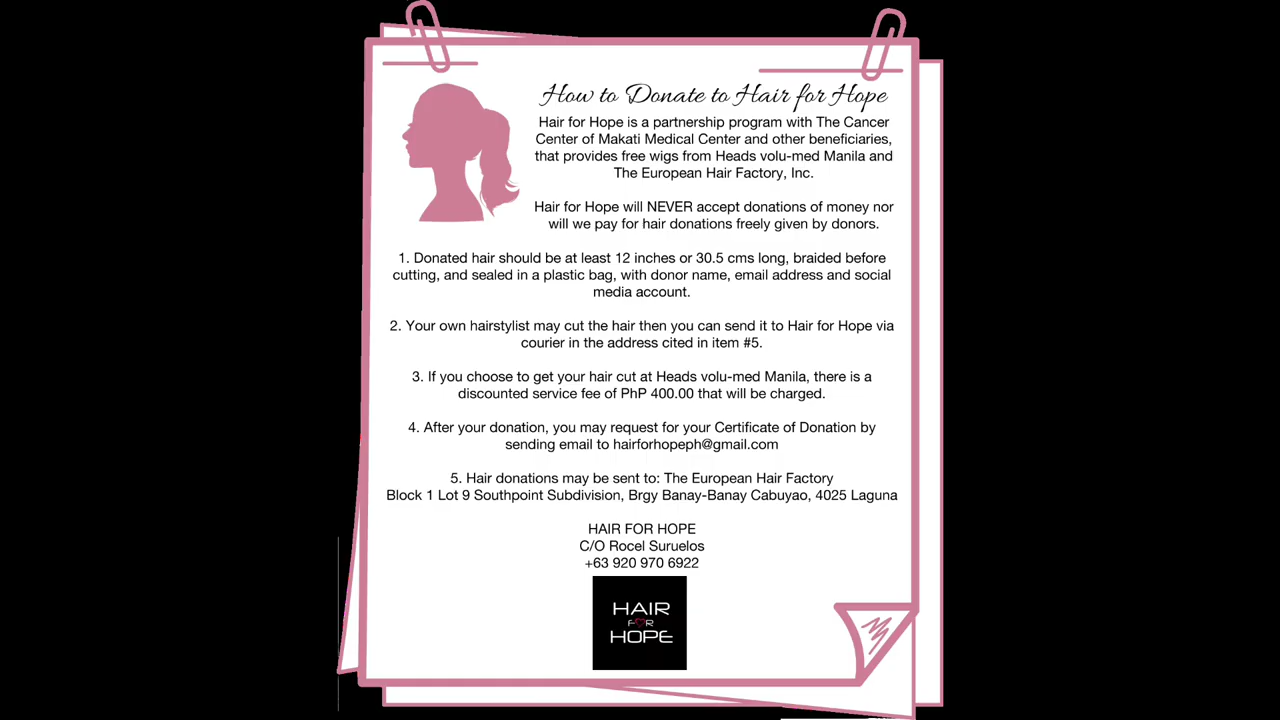 How to Donate to Hair for Hope
Hair for Hope is a partnership program with The Cancer
Center of Makati Medical Center and other beneficiaries,
that provides free wigs from Heads volu-med Manila and
The European Hair Factory, Inc.
Hair for Hope will NEVER accept donations of money nor
will we pay for hair donations freely given by donors.
1. Donated hair should be at least 12 inches or 30.5 cms long, braided before
cutting, and sealed in a plastic bag, with donor name, email address and social
media account.
2. Your own hairstylist may cut the hair then you can send it to Hair for Hope via
courier in the address cited in item #5.
3. If you choose to get your hair cut at Heads volu-med Manila, there is a
discounted service fee of PhP 400.00 that will be charged.
4. After your donation, you may request for your Certificate of Donation by
sending email to hairforhopeph@gmail.com
5. Hair donations may be sent to: The European Hair Factory
Block 1 Lot 9 Southpoint Subdivision, Brgy Banay-Banay Cabuyao, 4025 Laguna
HAIR FOR HOPE
C/O Rocel Suruelos
+63 920 970 6922
HAIR
FOR
HOPE